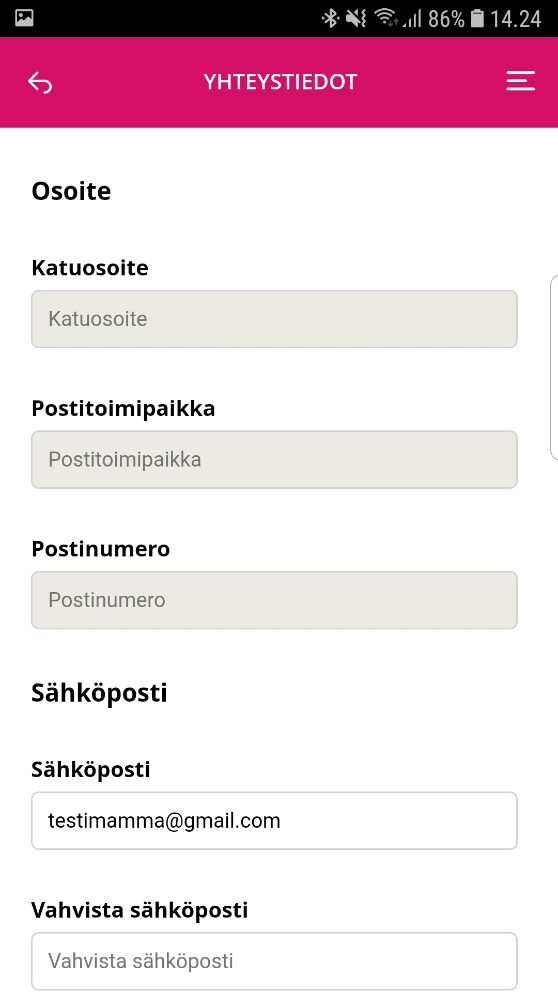 86% 14.24
YHTEYSTIEDOT
Osoite
Katuosoite
Katuosoite
Postitoimipaikka
Postitoimipaikka
Postinumero
Postinumero
Sähköposti
Sähköposti
testimamma@gmail.com
Vahvista sähköposti
Vahvista sähköposti